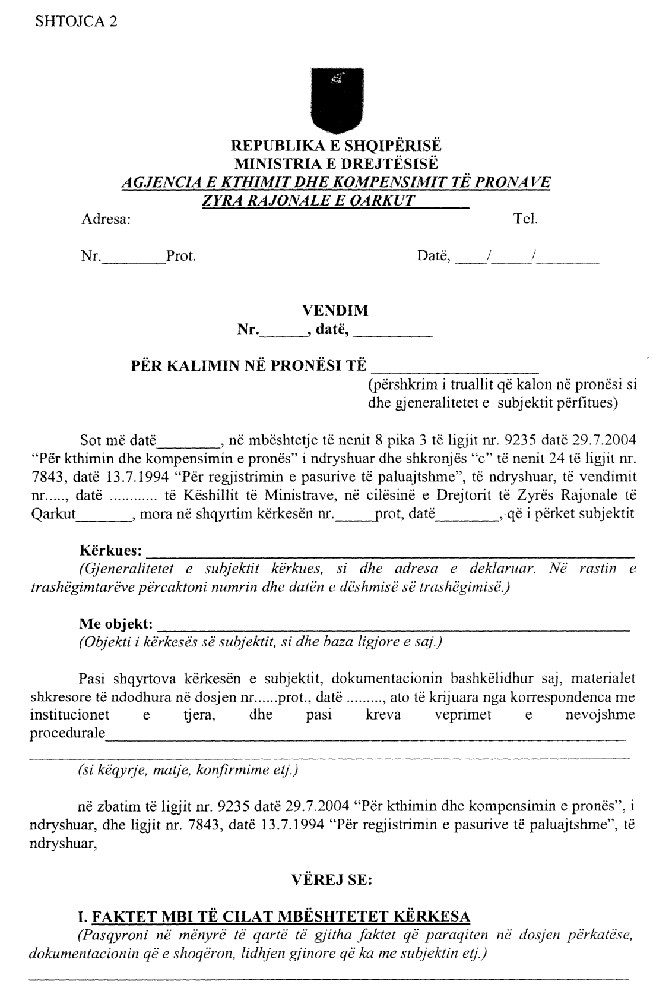 SHTOJCA 2
REPUBLIKA E SHQIPËRISË
MINISTRIA E DREJTËSISË
AGJENCIA E KTHIMIT DHE KOMPENSIMIT TË PRONAVE
ZYRA RAJONALE E QARKUT_______
Adresa: Tel.
Nr.________Prot. Datë, ____/_____/________
VENDIM
Nr.______, datë, __________
PËR KALIMIN NË PRONËSI TË _____________________
(përshkrim i truallit që kalon në pronësi si
dhe gjeneralitetet e subjektit përfitues)
Sot më datë________, në mbështetje të nenit 8 pika 3 të ligjit nr. 9235 datë 29.7.2004
“Për kthimin dhe kompensimin e pronës” i ndryshuar dhe shkronjës “c” të nenit 24 të ligjit nr.
7843, datë 13.7.1994 “Për regjistrimin e pasurive të paluajtshme”, të ndryshuar, të vendimit
nr....., datë ............ të Këshillit të Ministrave, në cilësinë e Drejtorit të Zyrës Rajonale të
Qarkut_______, mora në shqyrtim kërkesën nr._____prot, datë________, që i përket subjektit
Kërkues: ______________________________________________________________
(Gjeneralitetet e subjektit kërkues, si dhe adresa e deklaruar. Në rastin e
trashëgimtarëve përcaktoni numrin dhe datën e dëshmisë së trashëgimisë.)
Me objekt: ____________________________________________________________
(Objekti i kërkesës së subjektit, si dhe baza ligjore e saj.)
Pasi shqyrtova kërkesën e subjektit, dokumentacionin bashkëlidhur saj, materialet
shkresore të ndodhura në dosjen nr......prot., datë ........., ato të krijuara nga korrespondenca me
institucionet e tjera, dhe pasi kreva veprimet e nevojshme
procedurale__________________________________________________________________
____________________________________________________________________________
(si këqyrje, matje, konfirmime etj.)
në zbatim të ligjit nr. 9235 datë 29.7.2004 “Për kthimin dhe kompensimin e pronës”, i
ndryshuar, dhe ligjit nr. 7843, datë 13.7.1994 “Për regjistrimin e pasurive të paluajtshme”, të
ndryshuar,
VËREJ SE:
I. FAKTET MBI TË CILAT MBËSHTETET KËRKESA
(Pasqyroni në mënyrë të qartë të gjitha faktet që paraqiten në dosjen përkatëse,
dokumentacionin që e shoqëron, lidhjen gjinore që ka me subjektin etj.)
____________________________________________________________________________